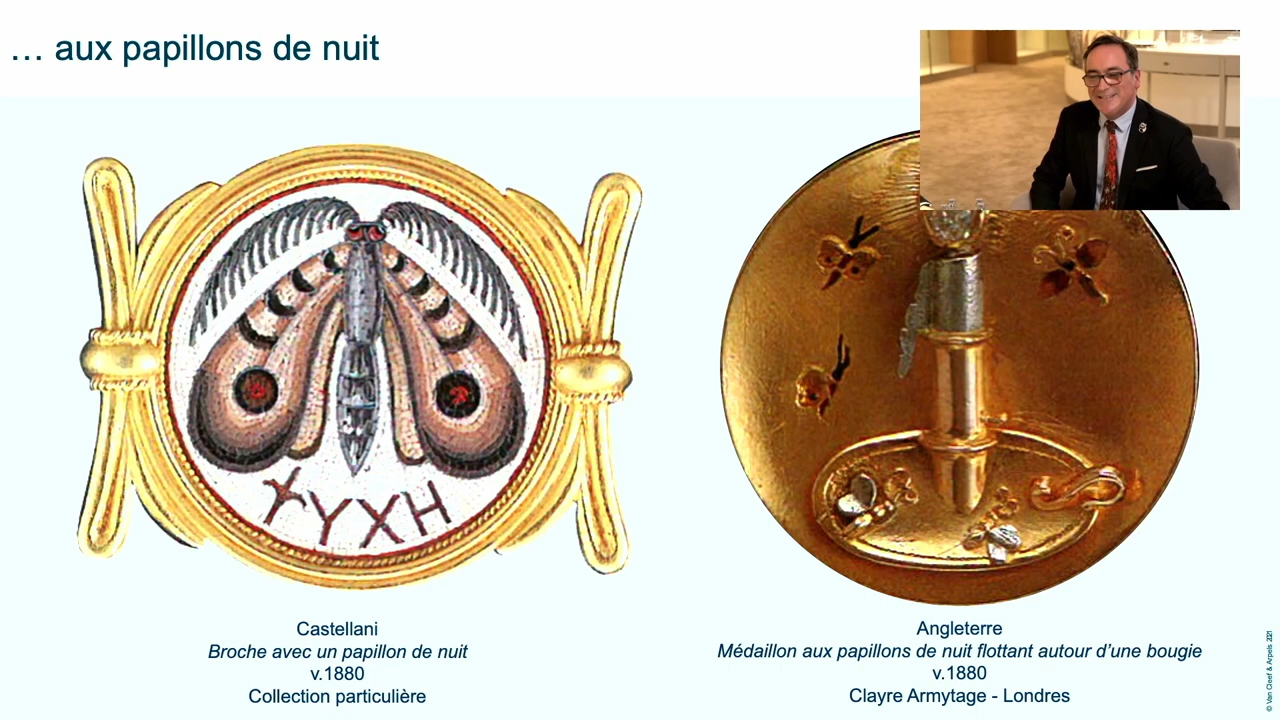 … aux papillons de nuit
ΨΥΧΗ
Castellani
Broche avec un papillon de nuit
v.1880
Collection particulière
Angleterre
Médaillon aux papillons de nuit flottant autour d’une bougie
v.1880
Clayre Armytage - Londres
© Van Cleef & Arpels 2021